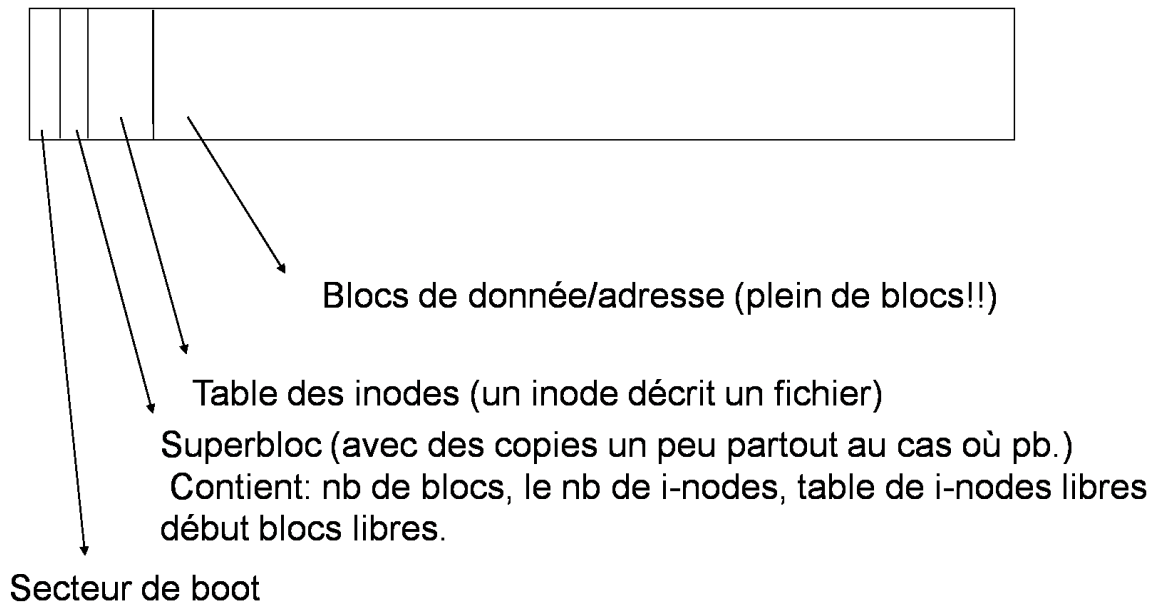 Blocs de donnée/adresse (plein de blocs!!)
Table des inodes (un inode décrit un fichier)
Superbloc (avec des copies un peu partout au cas où pb.)
Contient: nb de blocs, le nb de i-nodes, table de i-nodes libres
début blocs libres.
Secteur de boot